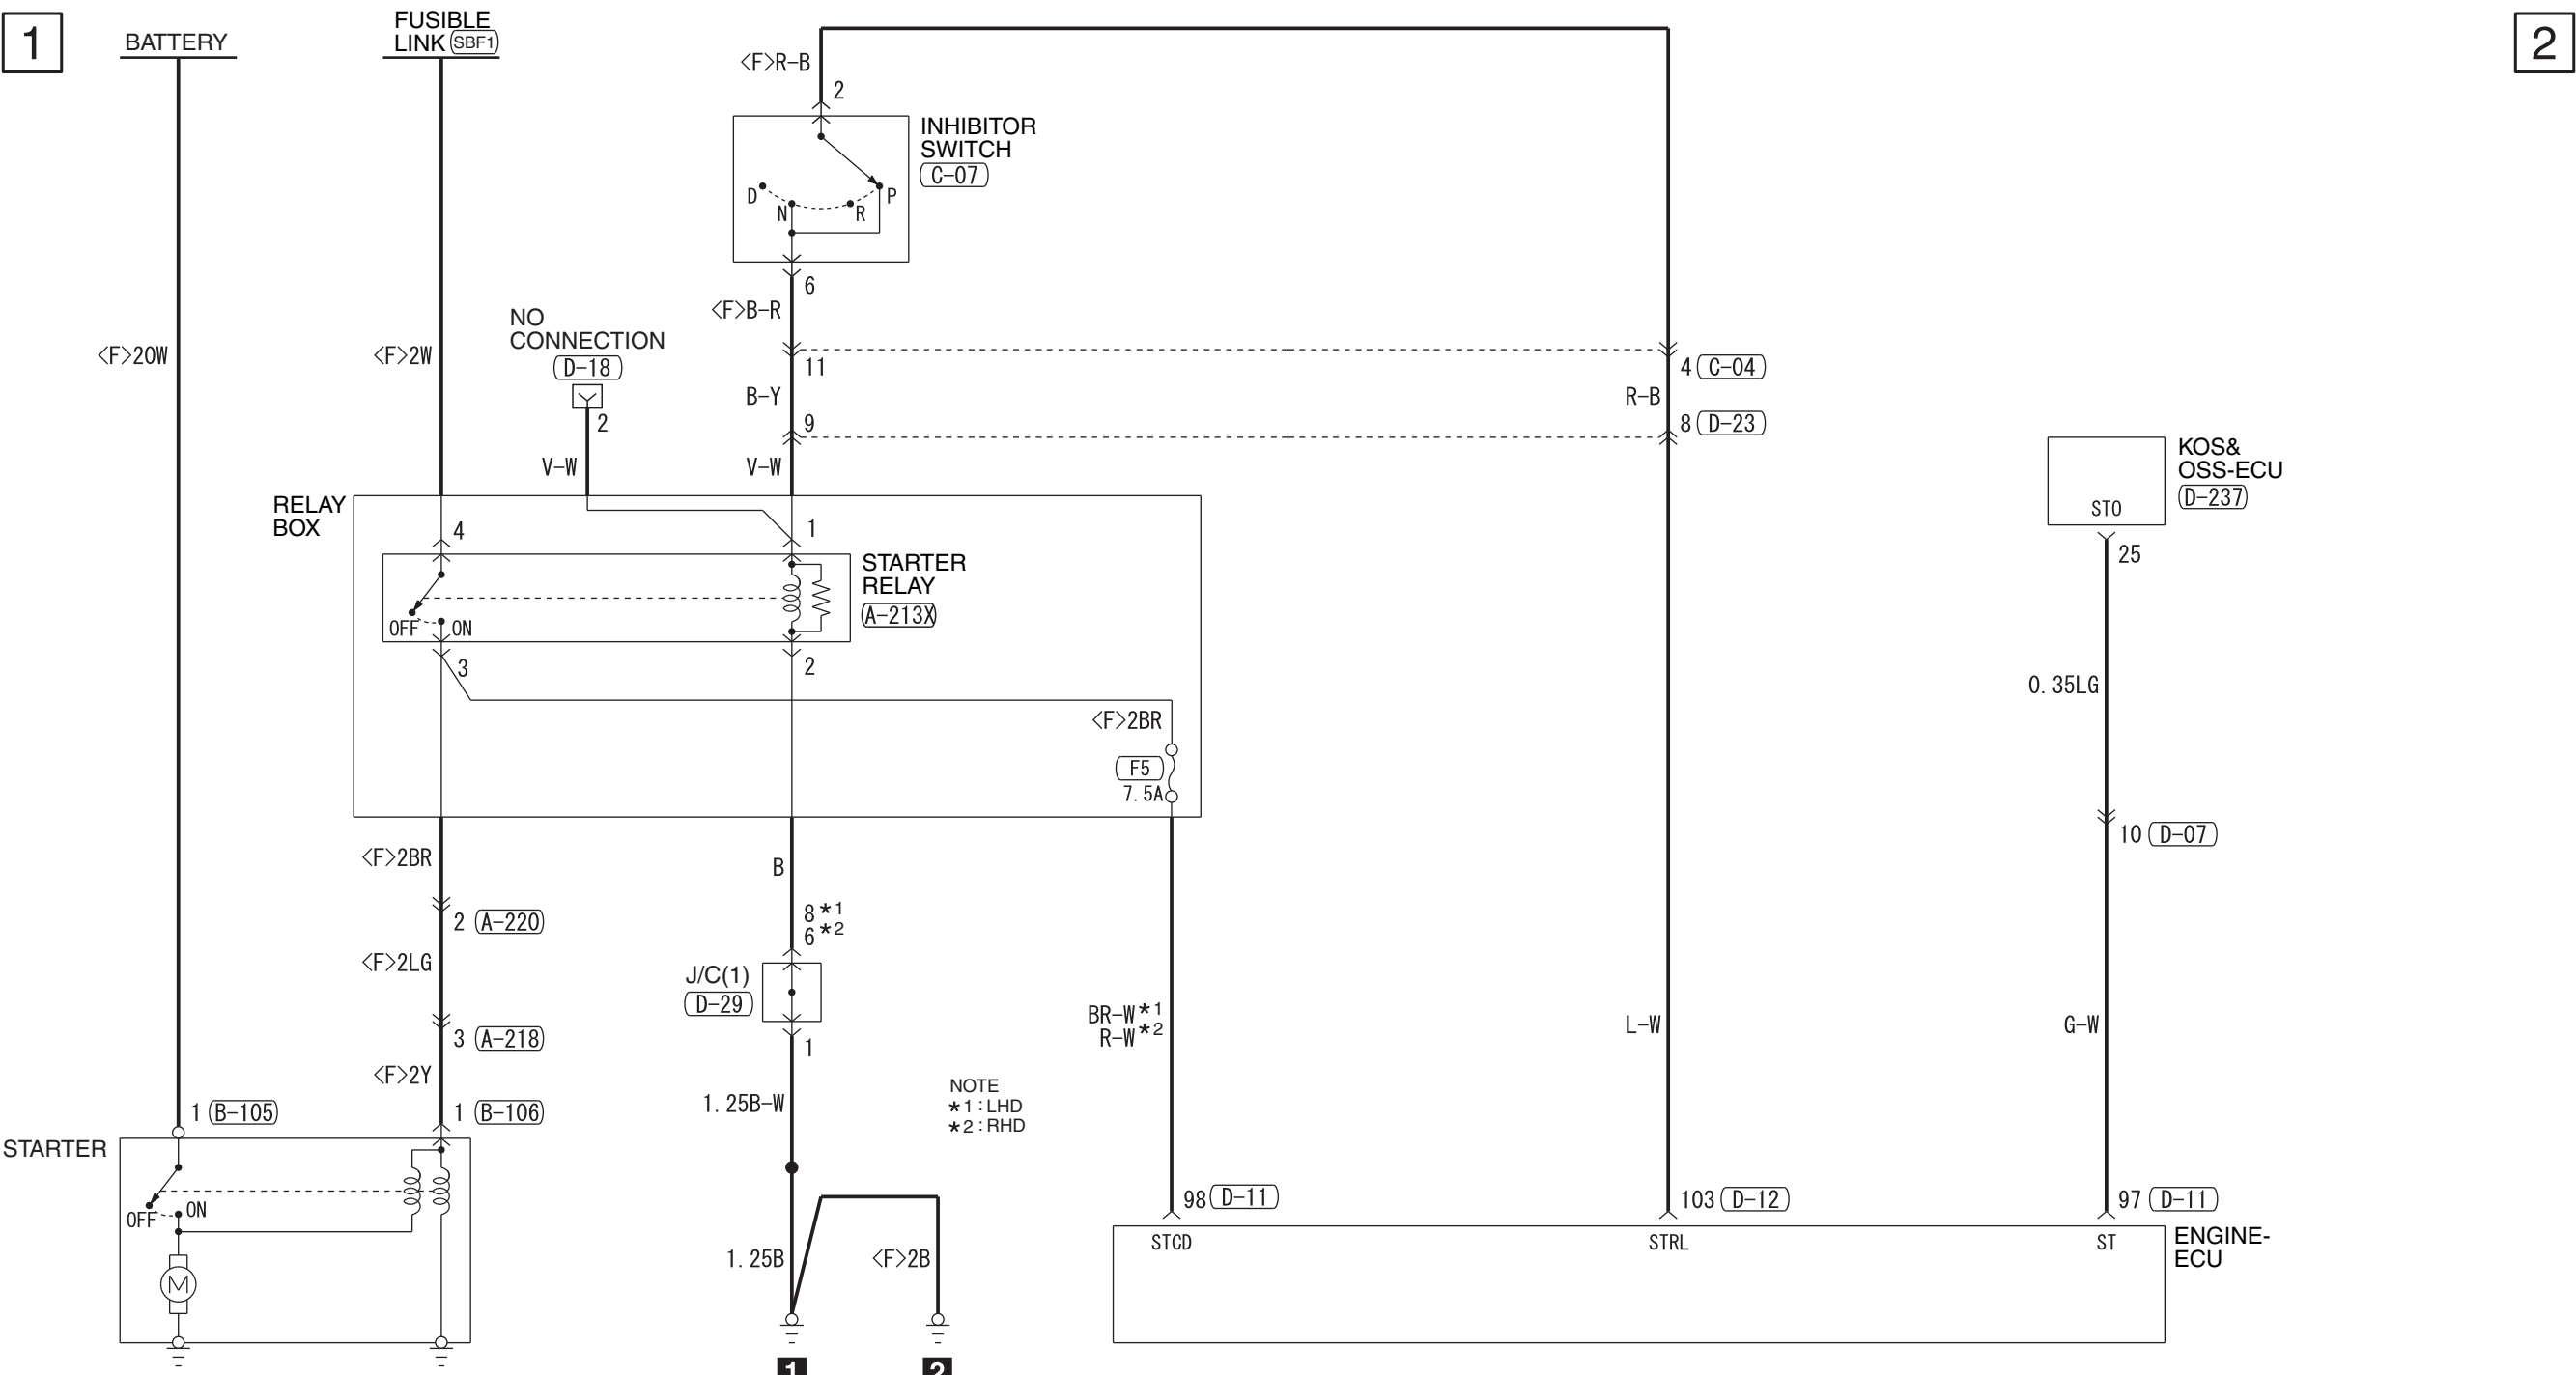 1
2
BATTERY
FUSIBLE
LINK SBF1
<F>R-B
2
INHIBITOR
SWITCH
C-07
D
N
R
P
6
<F>B-R
<F>20W
<F>2W
NO
CONNECTION
D-18
2
V-W
11
4 C-04
B-Y
R-B
9
8 D-23
V-W
KOS&
OSS-ECU
D-237
STO
25
RELAY
BOX
4
1
STARTER
RELAY
A-213X
OFF
ON
3
2
0.35LG
<F>2BR
F5
7.5A
10 D-07
<F>2BR
B
2 A-220
8*1
6*2
<F>2LG
J/C(1)
D-29
3 A-218
1
BR-W*1
R-W*2
L-W
G-W
<F>2Y
1.25B-W
NOTE
*1:LHD
*2:RHD
1 B-105
1 B-106
STARTER
OFF
ON
M
98 D-11
103 D-12
97 D-11
STCD
STRL
ST
ENGINE-
ECU
1.25B
<F>2B
1
2